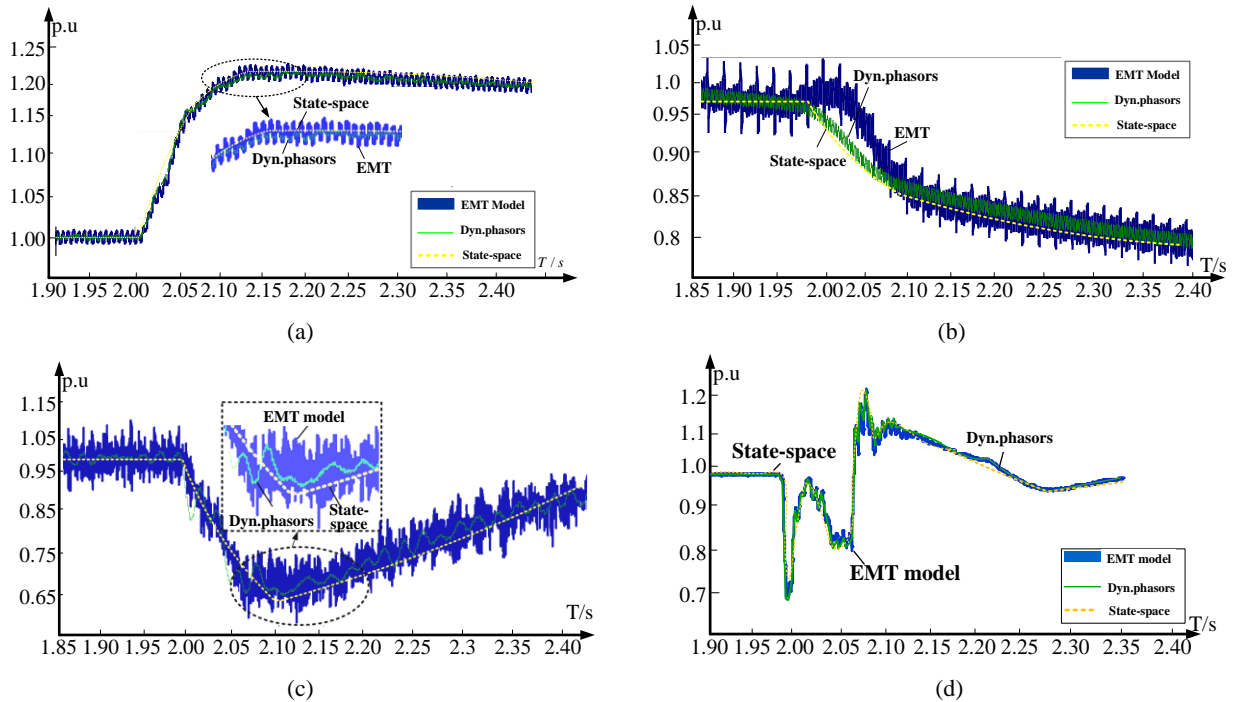 p.u
1.25
1.20
1.10
1.05
1.00
State-space
Dyn.phasors
EMT
EMT Model
Dyn.phasors
State-space
T / s
1.90 1.95 2.00 2.05 2.10 2.15 2.20 2.25 2.30 2.35 2.40
(a)
p.u
1.0
0.95
0.90
0.85
0.8
Dyn.phasors
State-space
EMT
EMT Model
Dyn.phasors
State-space
T/s
1.85 1.90 1.95 2.00 2.05 2.10 2.15 2.20 2.25 2.30 2.35 2.40
(b)
p.u
1.15
1.05
0.95
0.85
0.75
0.65
EMT model
Dyn.phasors
State-
space
T/s
1.85 1.90 1.95 2.00 2.05 2.10 2.15 2.20 2.25 2.3 2.35 2.40
(c)
p.u
1.2
1.1
1.0
0.9
0.8
0.7
State-space
Dyn.phasors
EMT model
EMT model
Dyn.phasors
State-space
T/s
1.90 1.95 2.00 2.05 2.10 2.15 2.20 2.25 2.30 2.35
(d)